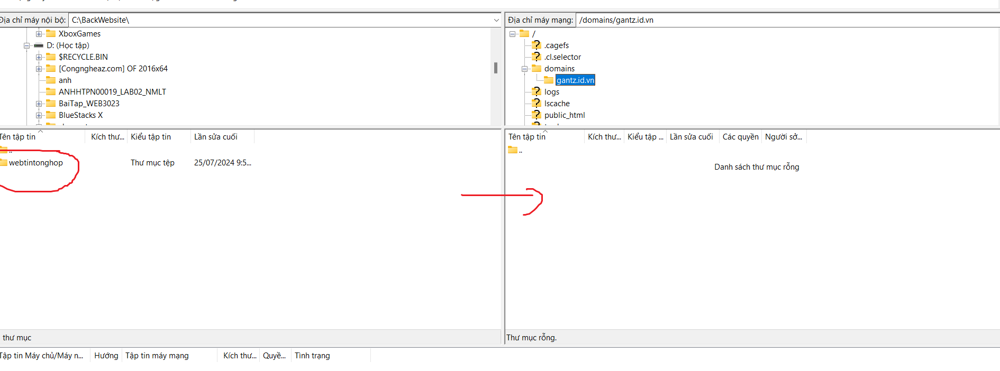 Địa chỉ máy nội bộ: C:\BackWebsite\
XboxGames
D: (Học tập)
$RECYCLE.BIN
[Congngheaz.com] OF 2016x64
anh
ANHHTPN00019_LAB02_NMLT
BaiTap_WEB3023
BlueStacks X
Tên tập tin Kích thư... Kiểu tập tin Lần sửa cuối
..
webtintonghop Thư mục tệp 25/07/2024 9:5...
thư mục
Địa chỉ máy mạng: /domains/gantz.id.vn
/
.cagefs
.cl.selector
domains
gantz.id.vn
logs
lscache
public_html
Tên tập tin Kích thư... Kiểu tập ... Lần sửa cuối Các quyền Người sở...
..
Danh sách thư mục rỗng
Thư mục rỗng.
Tập tin Máy chủ/Máy n... Hướng Tập tin máy mạng Kích thư... Quyề... Tình trạng